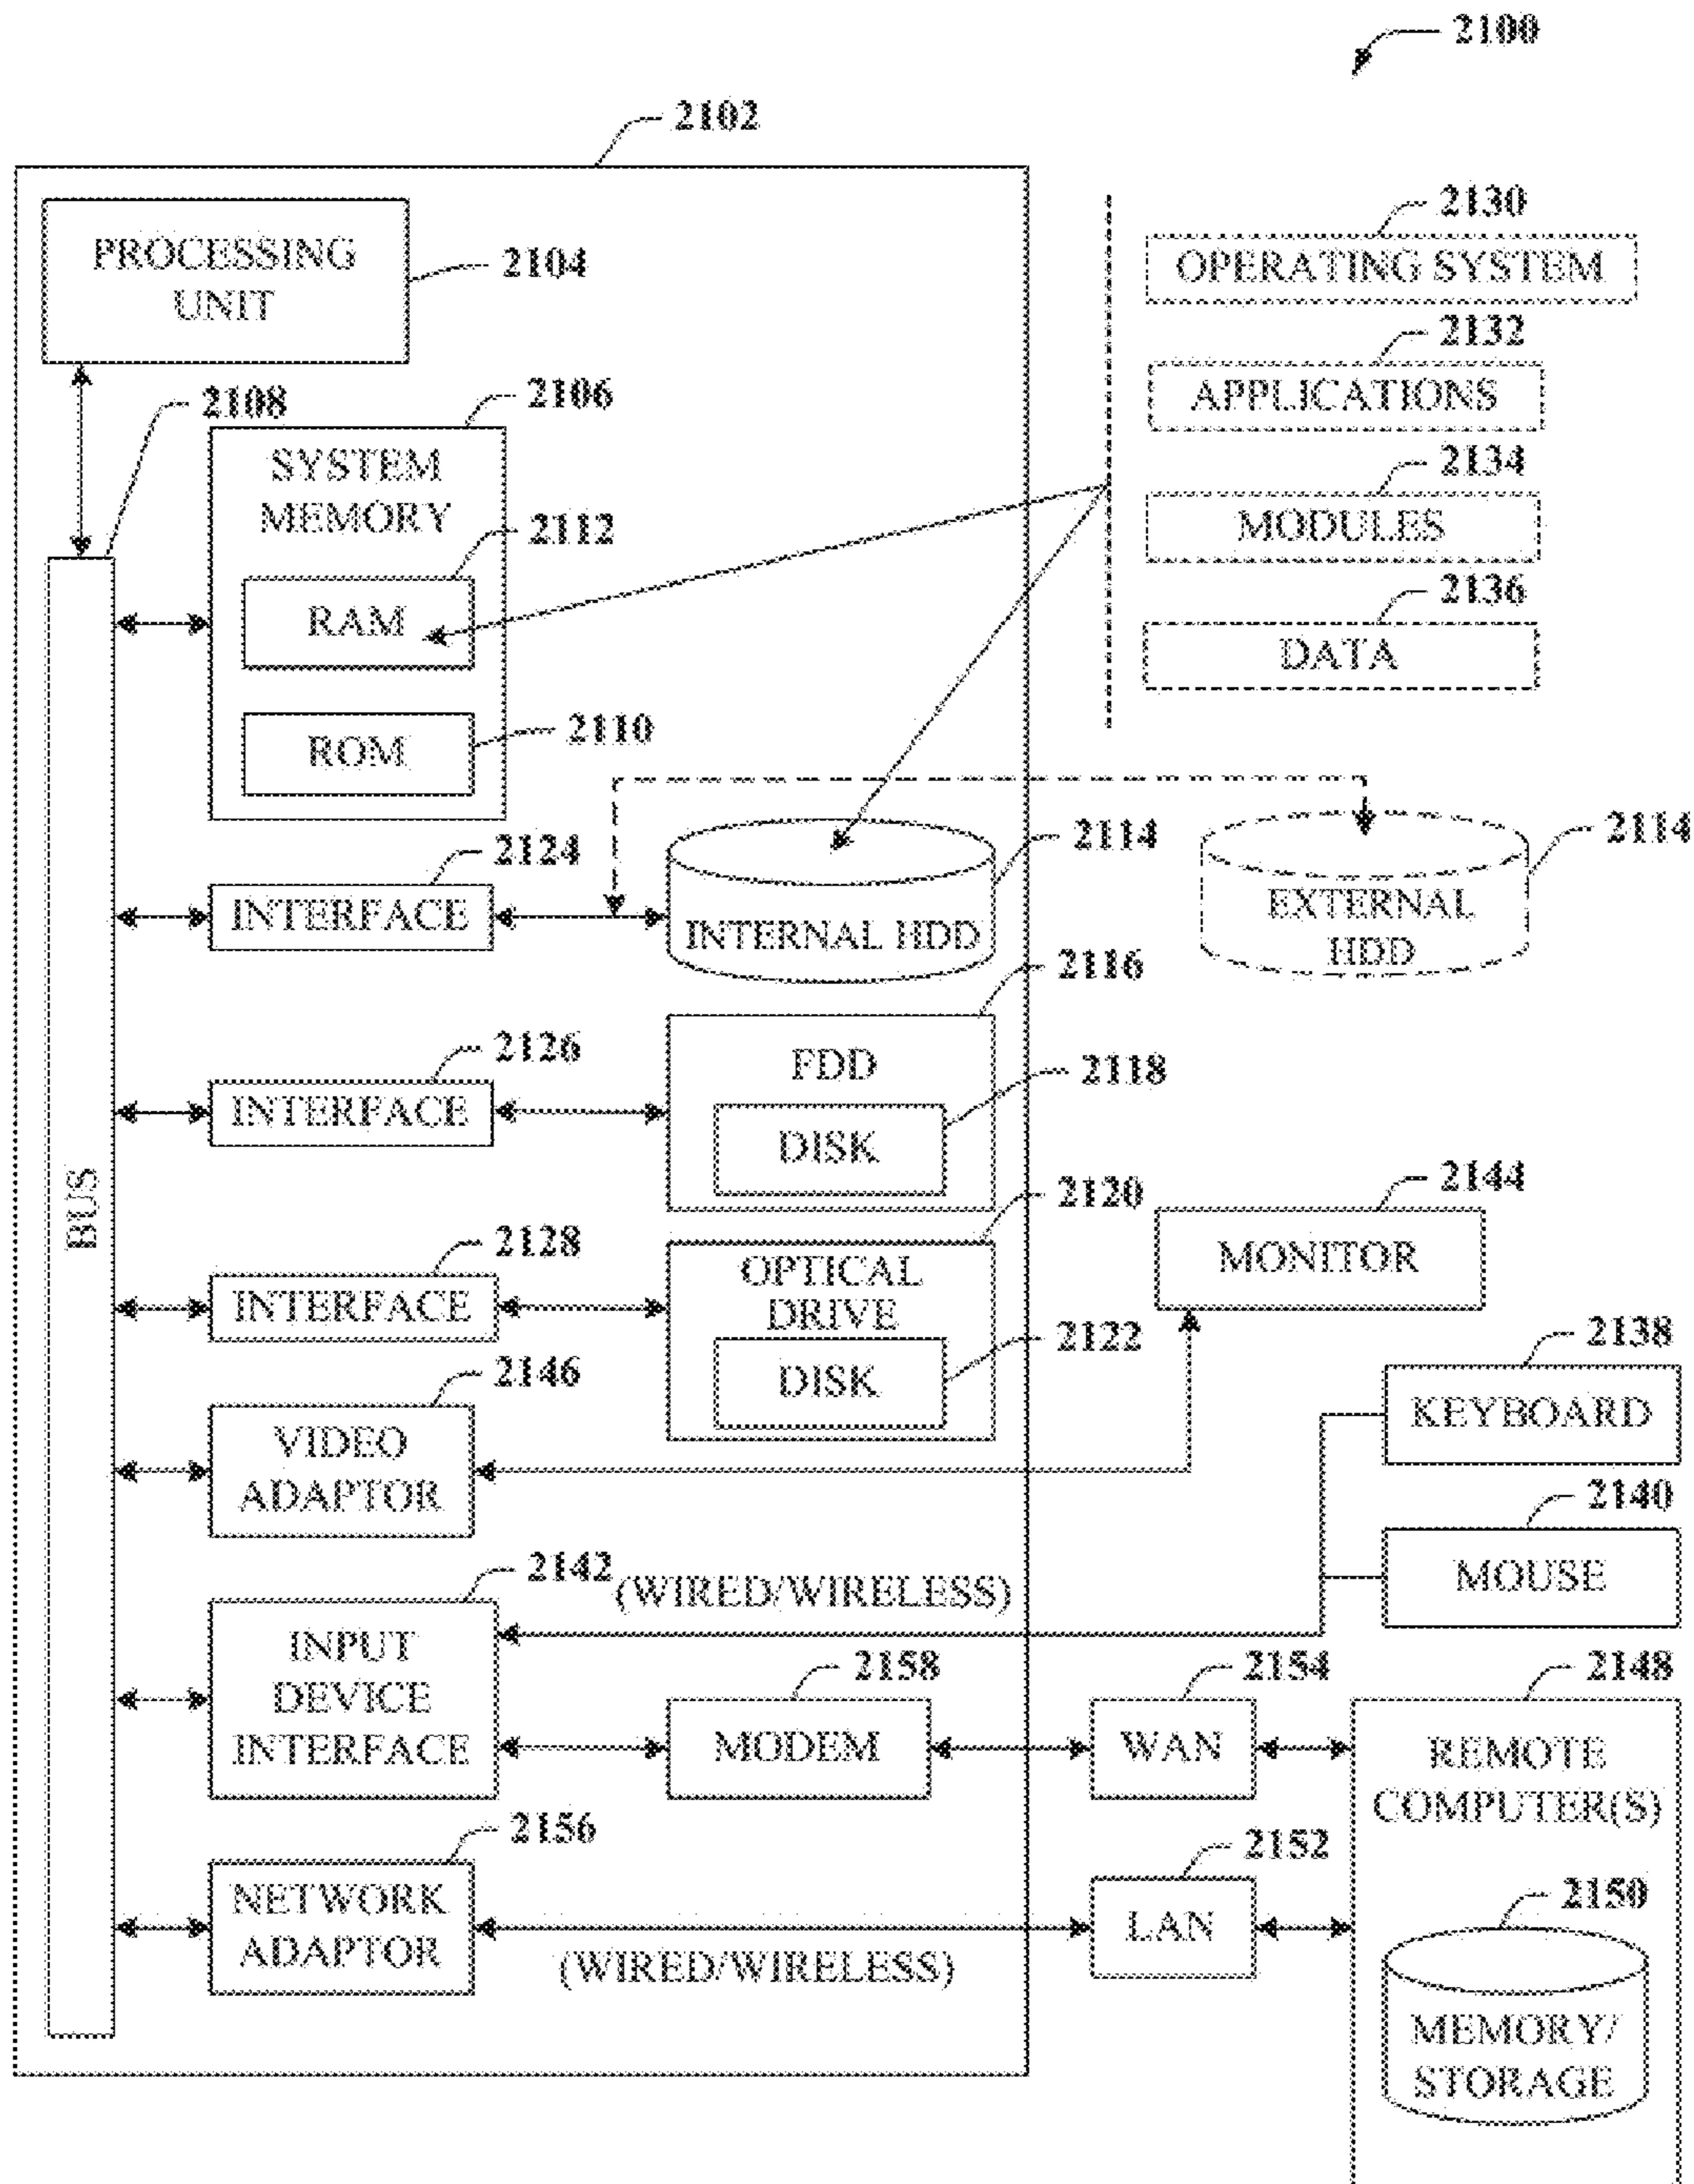 2100
2102
PROCESSING
UNIT
2104
2130
OPERATING SYSTEM
2132
APPLICATIONS
2134
MODULES
2136
DATA
2108
2106
SYSTEM
MEMORY
2112
RAM
2110
ROM
2124
INTERFACE
2114
INTERNAL HDD
2114
EXTERNAL
HDD
2116
FDD
2126
INTERFACE
2118
DISK
BUS
2120
OPTICAL
DRIVE
2128
INTERFACE
2122
DISK
2144
MONITOR
2138
KEYBOARD
2146
VIDEO
ADAPTOR
2140
MOUSE
2142
(WIRED/WIRELESS)
INPUT
DEVICE
INTERFACE
2158
MODEM
2154
WAN
2148
REMOTE
COMPUTER(S)
2156
NETWORK
ADAPTOR
(WIRED/WIRELESS)
2152
LAN
2150
MEMORY/
STORAGE